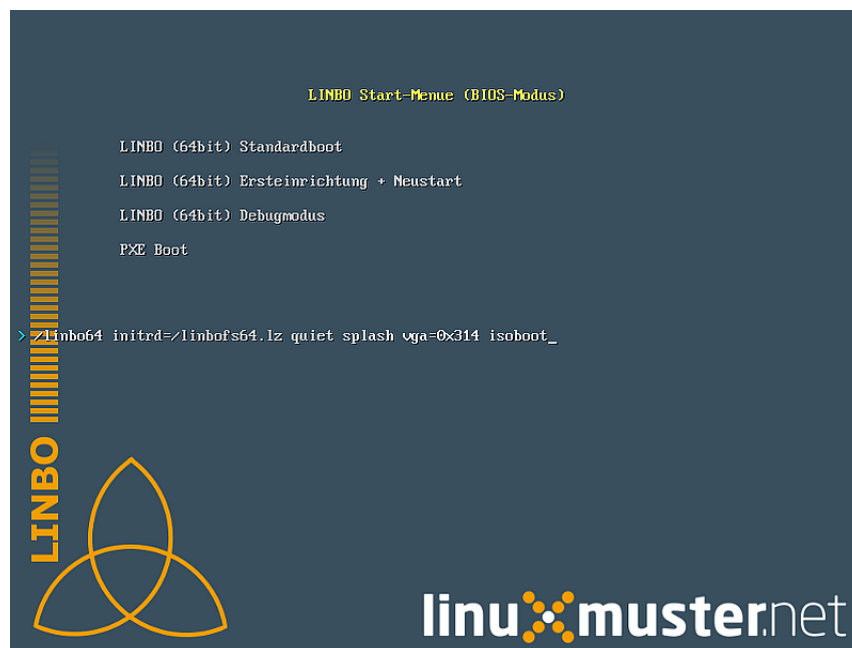 LINBO Start-Menue (BIOS-Modus)
LINBO (64bit) Standardboot
LINBO (64bit) Ersteinrichtung + Neustart
LINBO (64bit) Debugmodus
PXE Boot
> /linbo64 initrd=/linbofs64.lz quiet splash vga=0x314 isoboot_
LINBO
linuxmuster.net